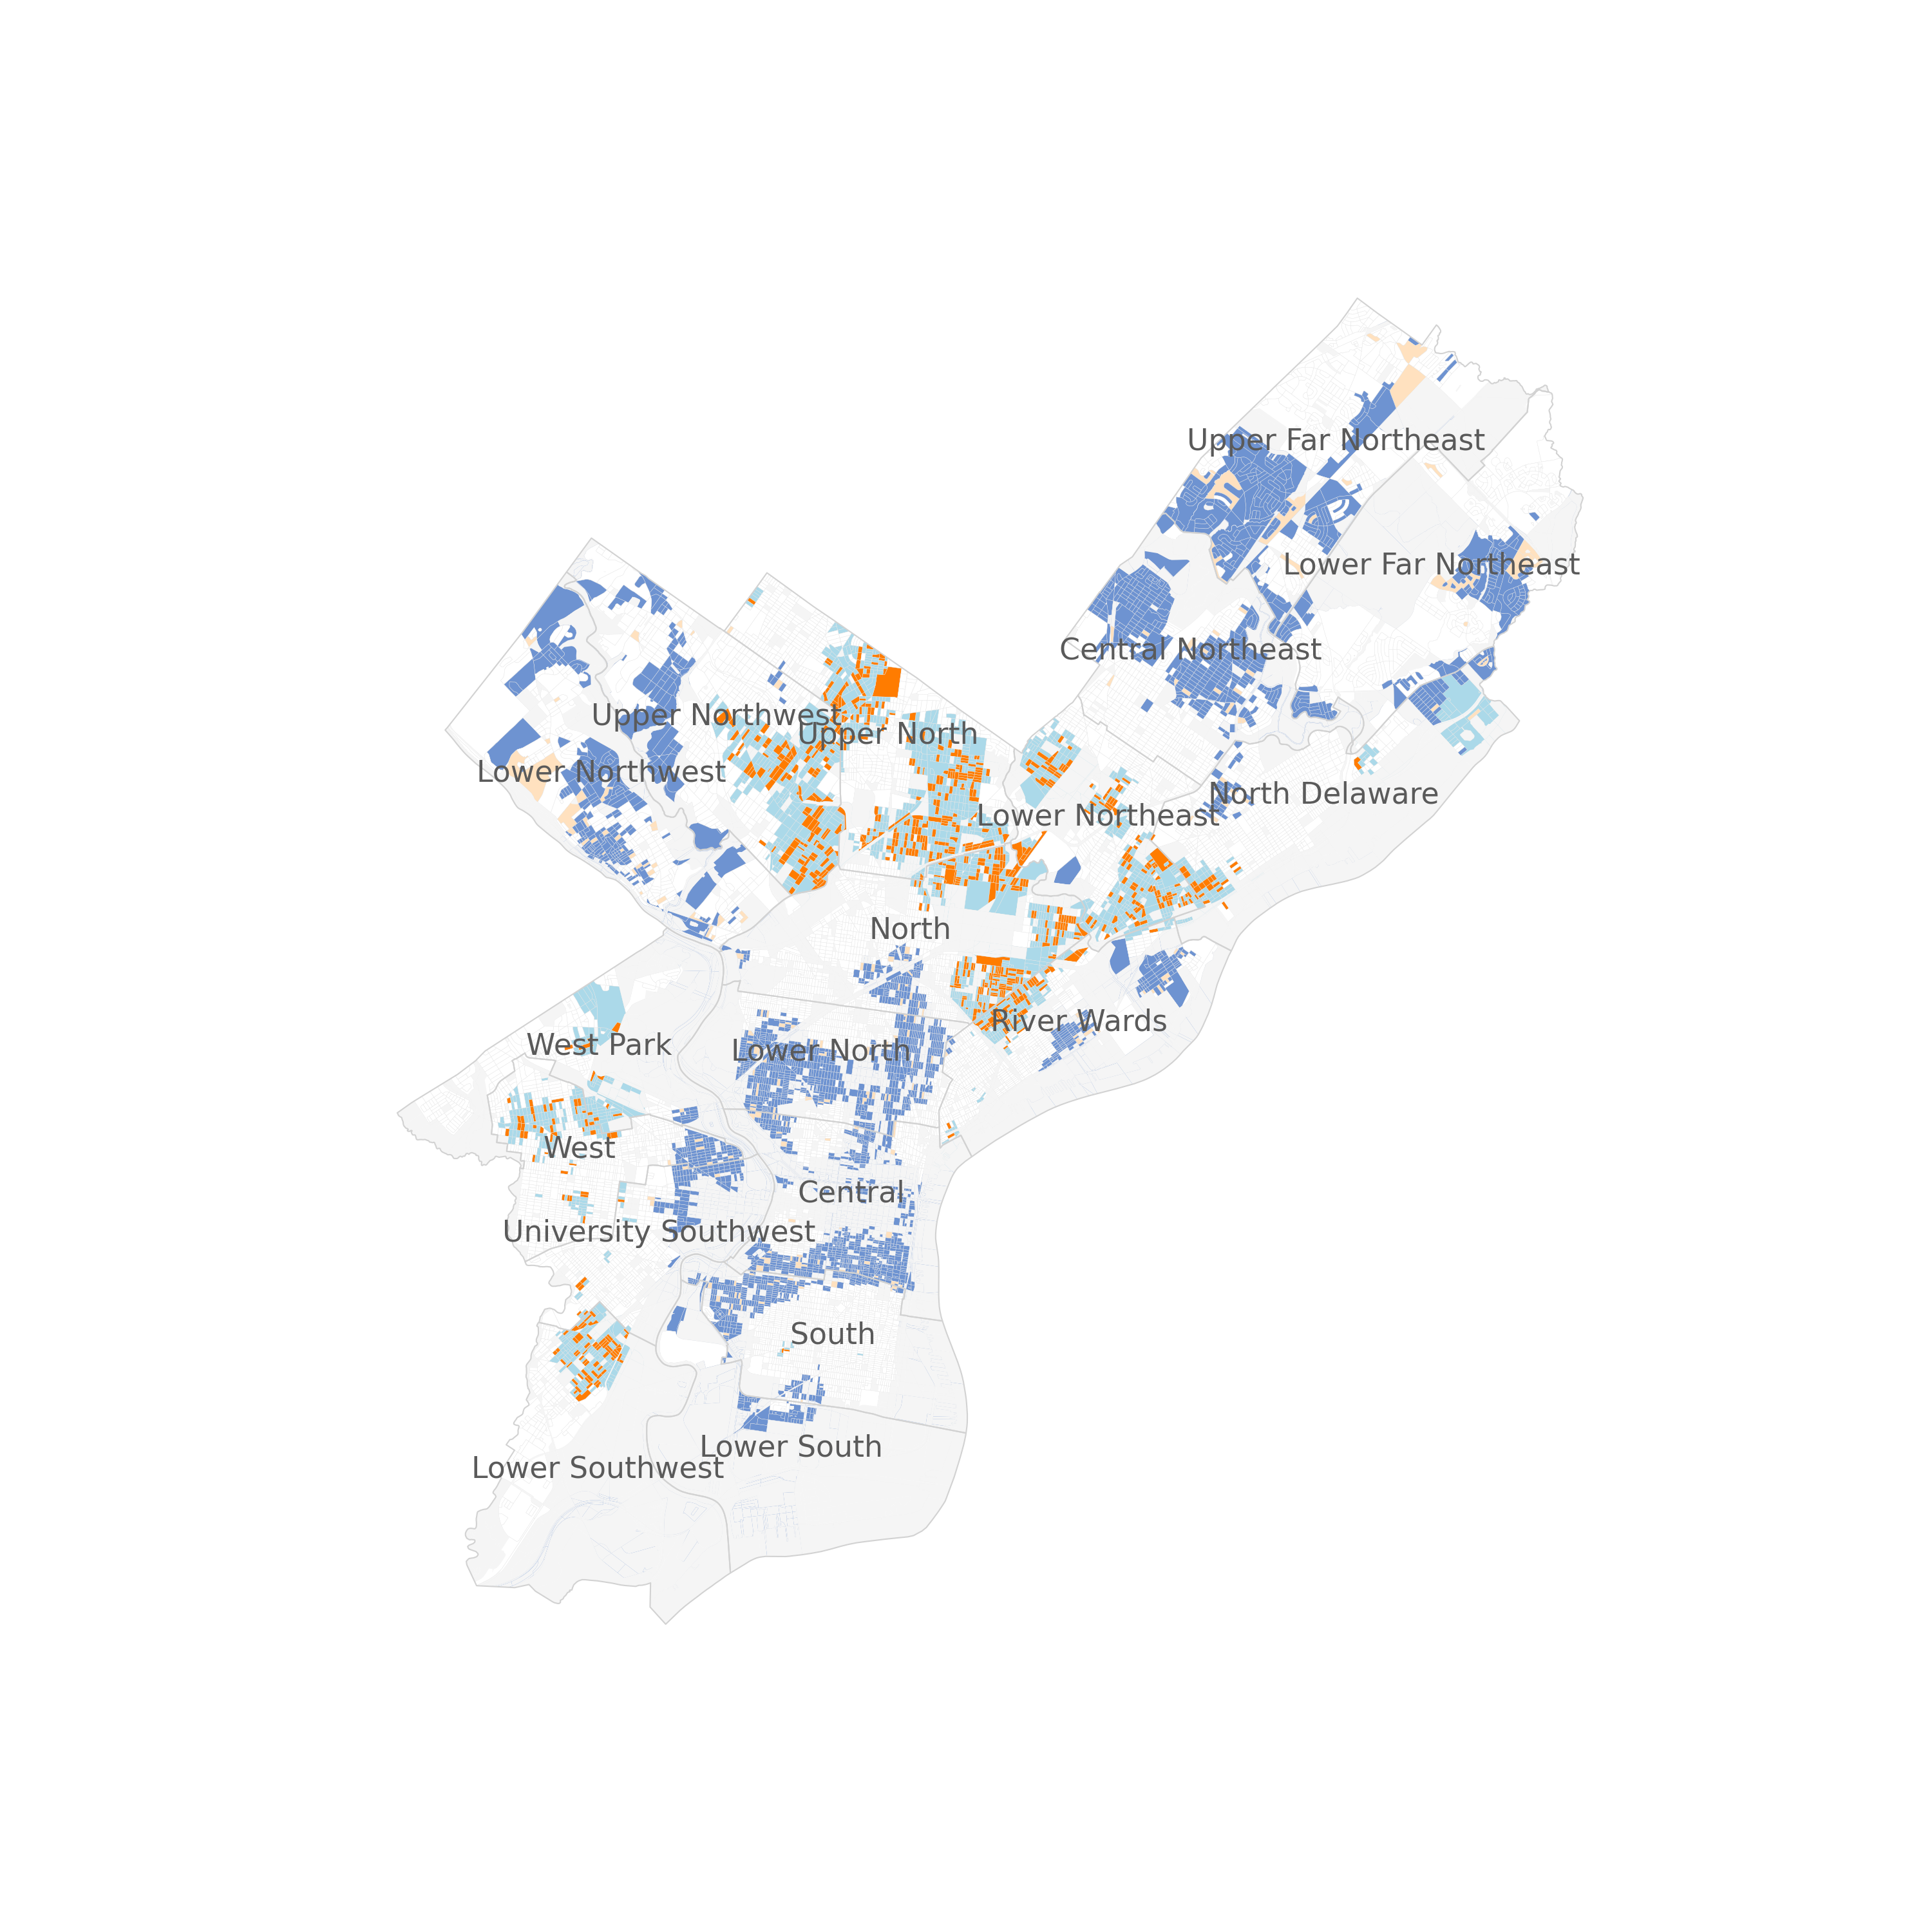 Upper Far Northeast
Lower Far Northeast
Central Northeast
Upper Northwest
Upper North
Lower Northwest
North Delaware
Lower Northeast
North
River Wards
West Park
Lower North
West
Central
University Southwest
South
Lower South
Lower Southwest